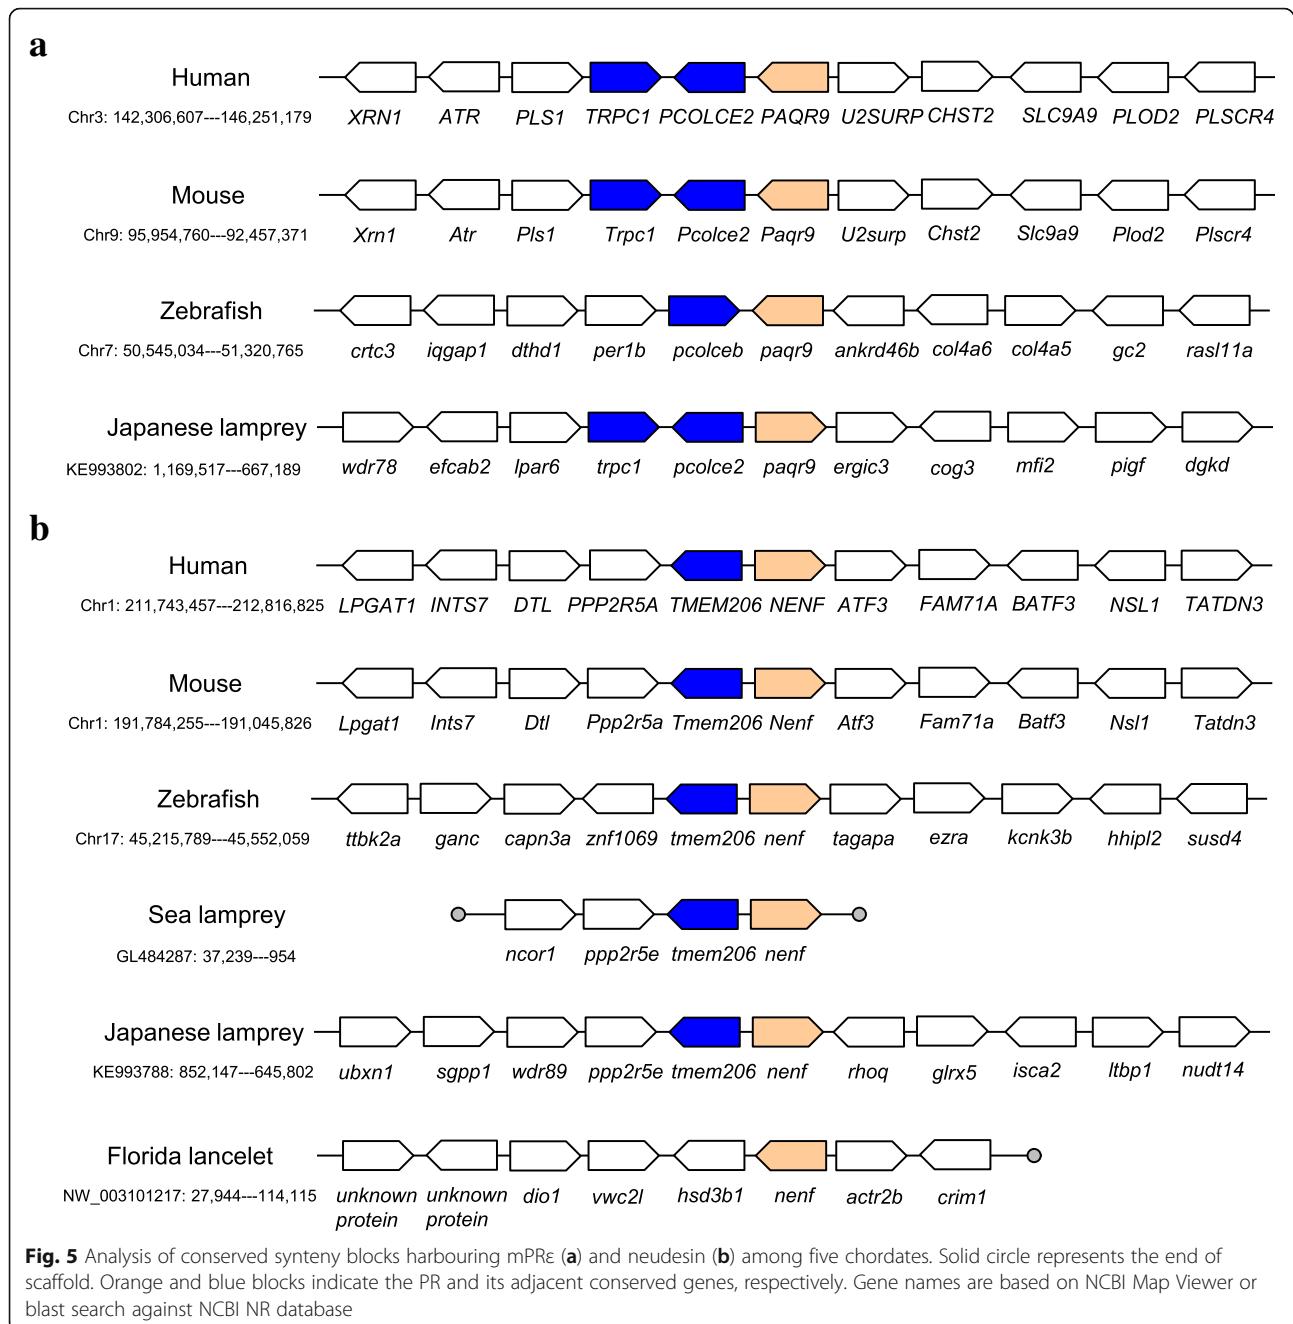 a
Human
Chr3: 142,306,607---146,251,179
XRN1 ATR PLS1 TRPC1 PCOLCE2 PAQR9 U2SURP CHST2 SLC9A9 PLOD2 PLSCR4
Mouse
Chr9: 95,954,760---92,457,371
Xrn1 Atr Pls1 Trpc1 Pcolce2 Paqr9 U2surp Chst2 Slc9a9 Plod2 Plscr4
Zebrafish
Chr7: 50,545,034---51,320,765
crtc3 iqgap1 dthd1 per1b pcolceb paqr9 ankrd46b col4a6 col4a5 gc2 rasl11a
Japanese lamprey
KE993802: 1,169,517---667,189
wdr78 efcab2 lpar6 trpc1 pcolce2 paqr9 ergic3 cog3 mfi2 pigf dgkd
b
Human
Chr1: 211,743,457---212,816,825
LPGAT1 INTS7 DTL PPP2R5A TMEM206 NENF ATF3 FAM71A BATF3 NSL1 TATDN3
Mouse
Chr1: 191,784,255---191,045,826
Lpgat1 Ints7 Dtl Ppp2r5a Tmem206 Nenf Atf3 Fam71a Batf3 Nsl1 Tatdn3
Zebrafish
Chr17: 45,215,789---45,552,059
ttbk2a ganc capn3a znf1069 tmem206 nenf tagapa ezra kcnk3b hhipl2 susd4
Sea lamprey
GL484287: 37,239---954
ncor1 ppp2r5e tmem206 nenf
Japanese lamprey
KE993788: 852,147---645,802
ubxn1 sgpp1 wdr89 ppp2r5e tmem206 nenf rhoq glrx5 isca2 ltbp1 nudt14
Florida lancelet
NW_003101217: 27,944---114,115
unknown protein unknown protein dio1 vwc2l hsd3b1 nenf actr2b crim1
Fig. 5 Analysis of conserved synteny blocks harbouring mPRε (a) and neudesin (b) among five chordates. Solid circle represents the end of
scaffold. Orange and blue blocks indicate the PR and its adjacent conserved genes, respectively. Gene names are based on NCBI Map Viewer or
blast search against NCBI NR database